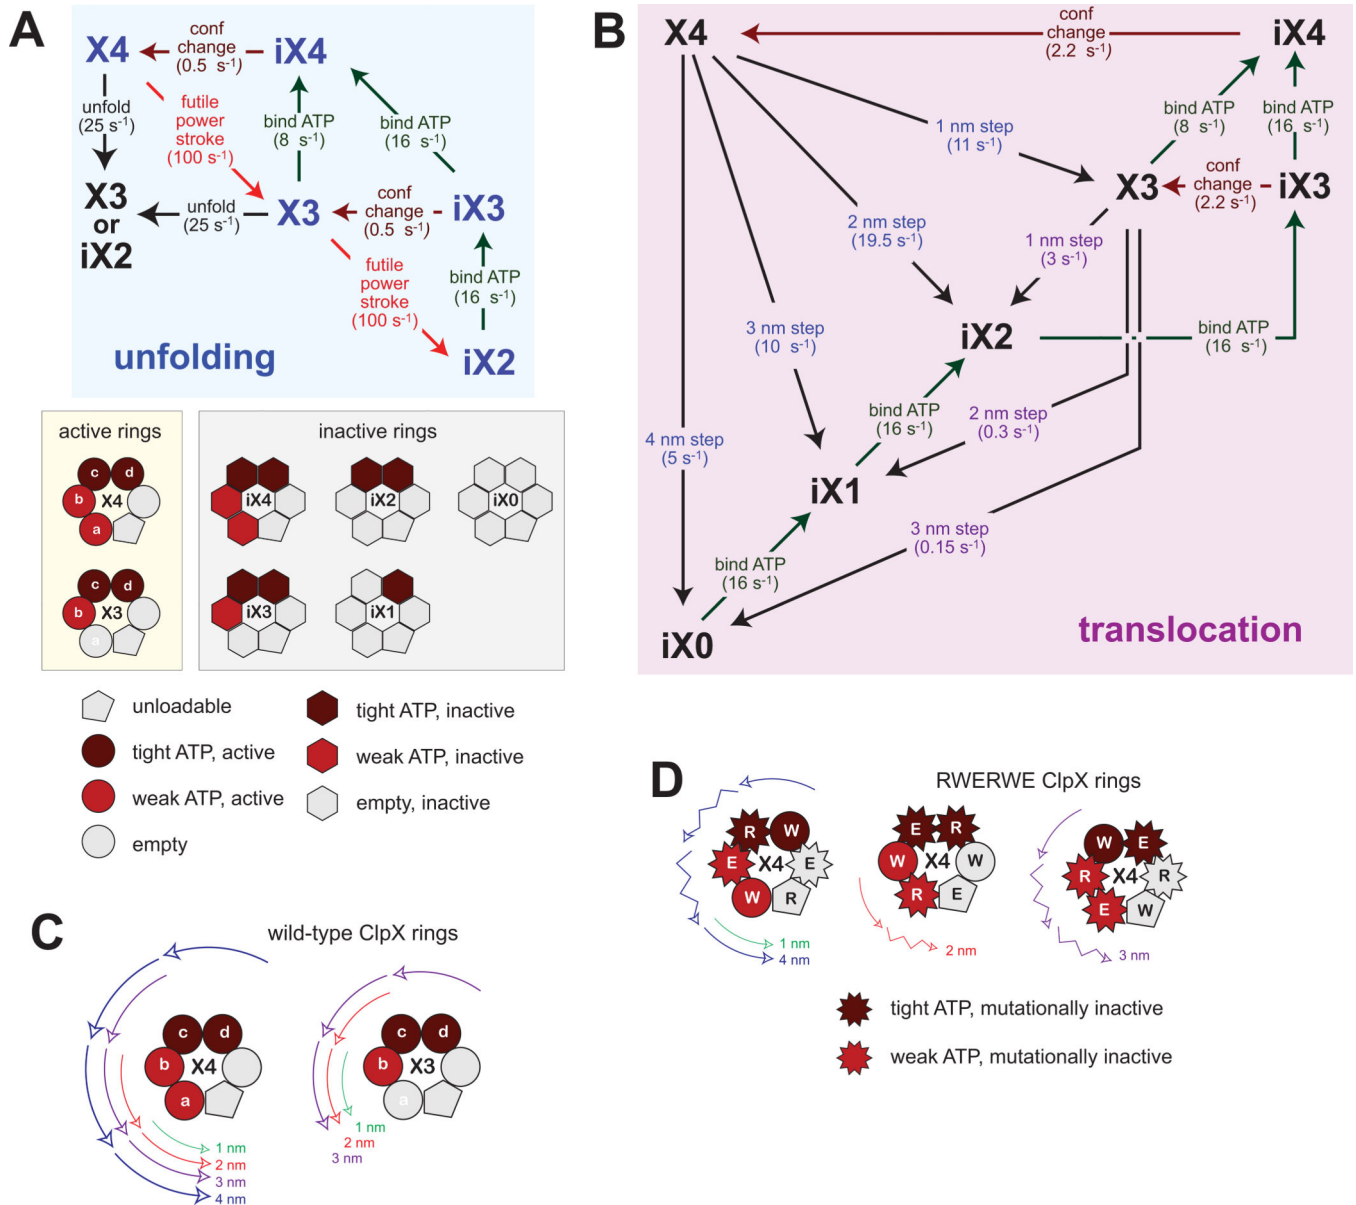 A
X4
conf
change
(0.5 s⁻¹)
iX4
unfold
(25 s⁻¹)
futile
power
stroke
(100 s⁻¹)
bind ATP
(8 s⁻¹)
bind ATP
(16 s⁻¹)
X3
or
iX2
unfold
(25 s⁻¹)
X3
conf
change
(0.5 s⁻¹)
iX3
futile
power
stroke
(100 s⁻¹)
bind ATP
(16 s⁻¹)
iX2
unfolding
active rings
c d
b X4
a
c d
b X3
a
inactive rings
iX4
iX2
iX0
iX3
iX1
unloadable
tight ATP, active
weak ATP, active
empty
tight ATP, inactive
weak ATP, inactive
empty, inactive
B
X4
conf
change
(2.2 s⁻¹)
iX4
1 nm step
(11 s⁻¹)
bind ATP
(8 s⁻¹)
bind ATP
(16 s⁻¹)
X3
conf
change
(2.2 s⁻¹)
iX3
2 nm step
(19.5 s⁻¹)
1 nm step
(3 s⁻¹)
3 nm step
(10 s⁻¹)
iX2
bind ATP
(16 s⁻¹)
4 nm step
(5 s⁻¹)
bind ATP
(16 s⁻¹)
2 nm step
(0.3 s⁻¹)
iX1
3 nm step
(0.15 s⁻¹)
bind ATP
(16 s⁻¹)
iX0
translocation
C
wild-type ClpX rings
c d
b X4
a
1 nm
2 nm
3 nm
4 nm
c d
b X3
a
1 nm
2 nm
3 nm
D
RWERWE ClpX rings
R W
E X4 E
W R
1 nm
4 nm
E R
W X4 W
R E
2 nm
W E
R X4 R
E W
3 nm
tight ATP, mutationally inactive
weak ATP, mutationally inactive